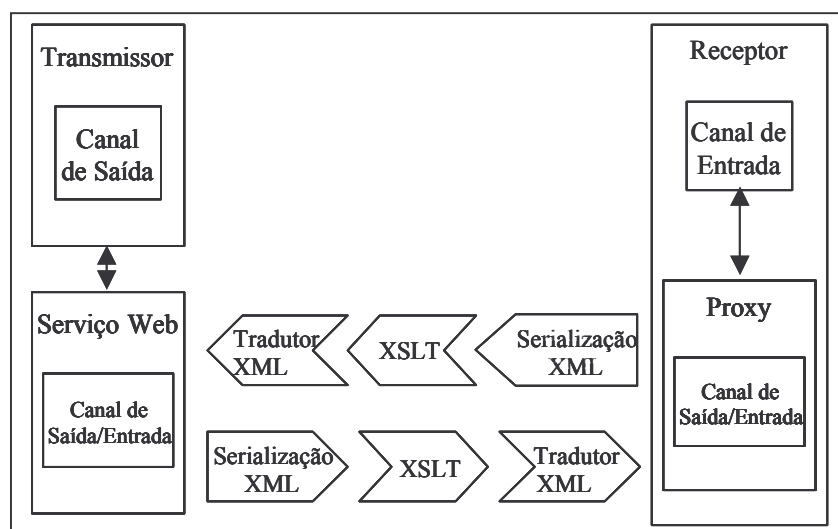 Transmissor
Canal
de Saída
Receptor
Canal de
Entrada
Serviço Web
Canal de
Saída/Entrada
Tradutor
XML
XSLT
Serialização
XML
Serialização
XML
XSLT
Tradutor
XML
Proxy
Canal de
Saída/Entrada